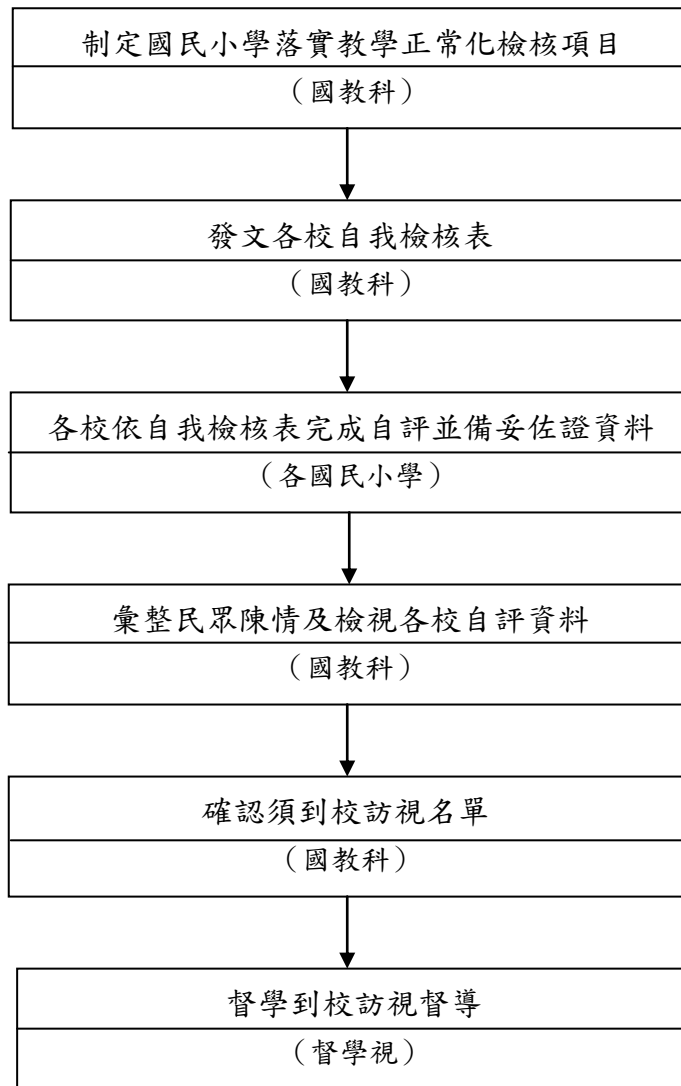 制定國民小學落實教學正常化檢核項目
（國教科）
發文各校自我檢核表
（國教科）
各校依自我檢核表完成自評並備妥佐證資料
（各國民小學）
彙整民眾陳情及檢視各校自評資料
（國教科）
確認須到校訪視名單
（國教科）
督學到校訪視督導
（督學視）